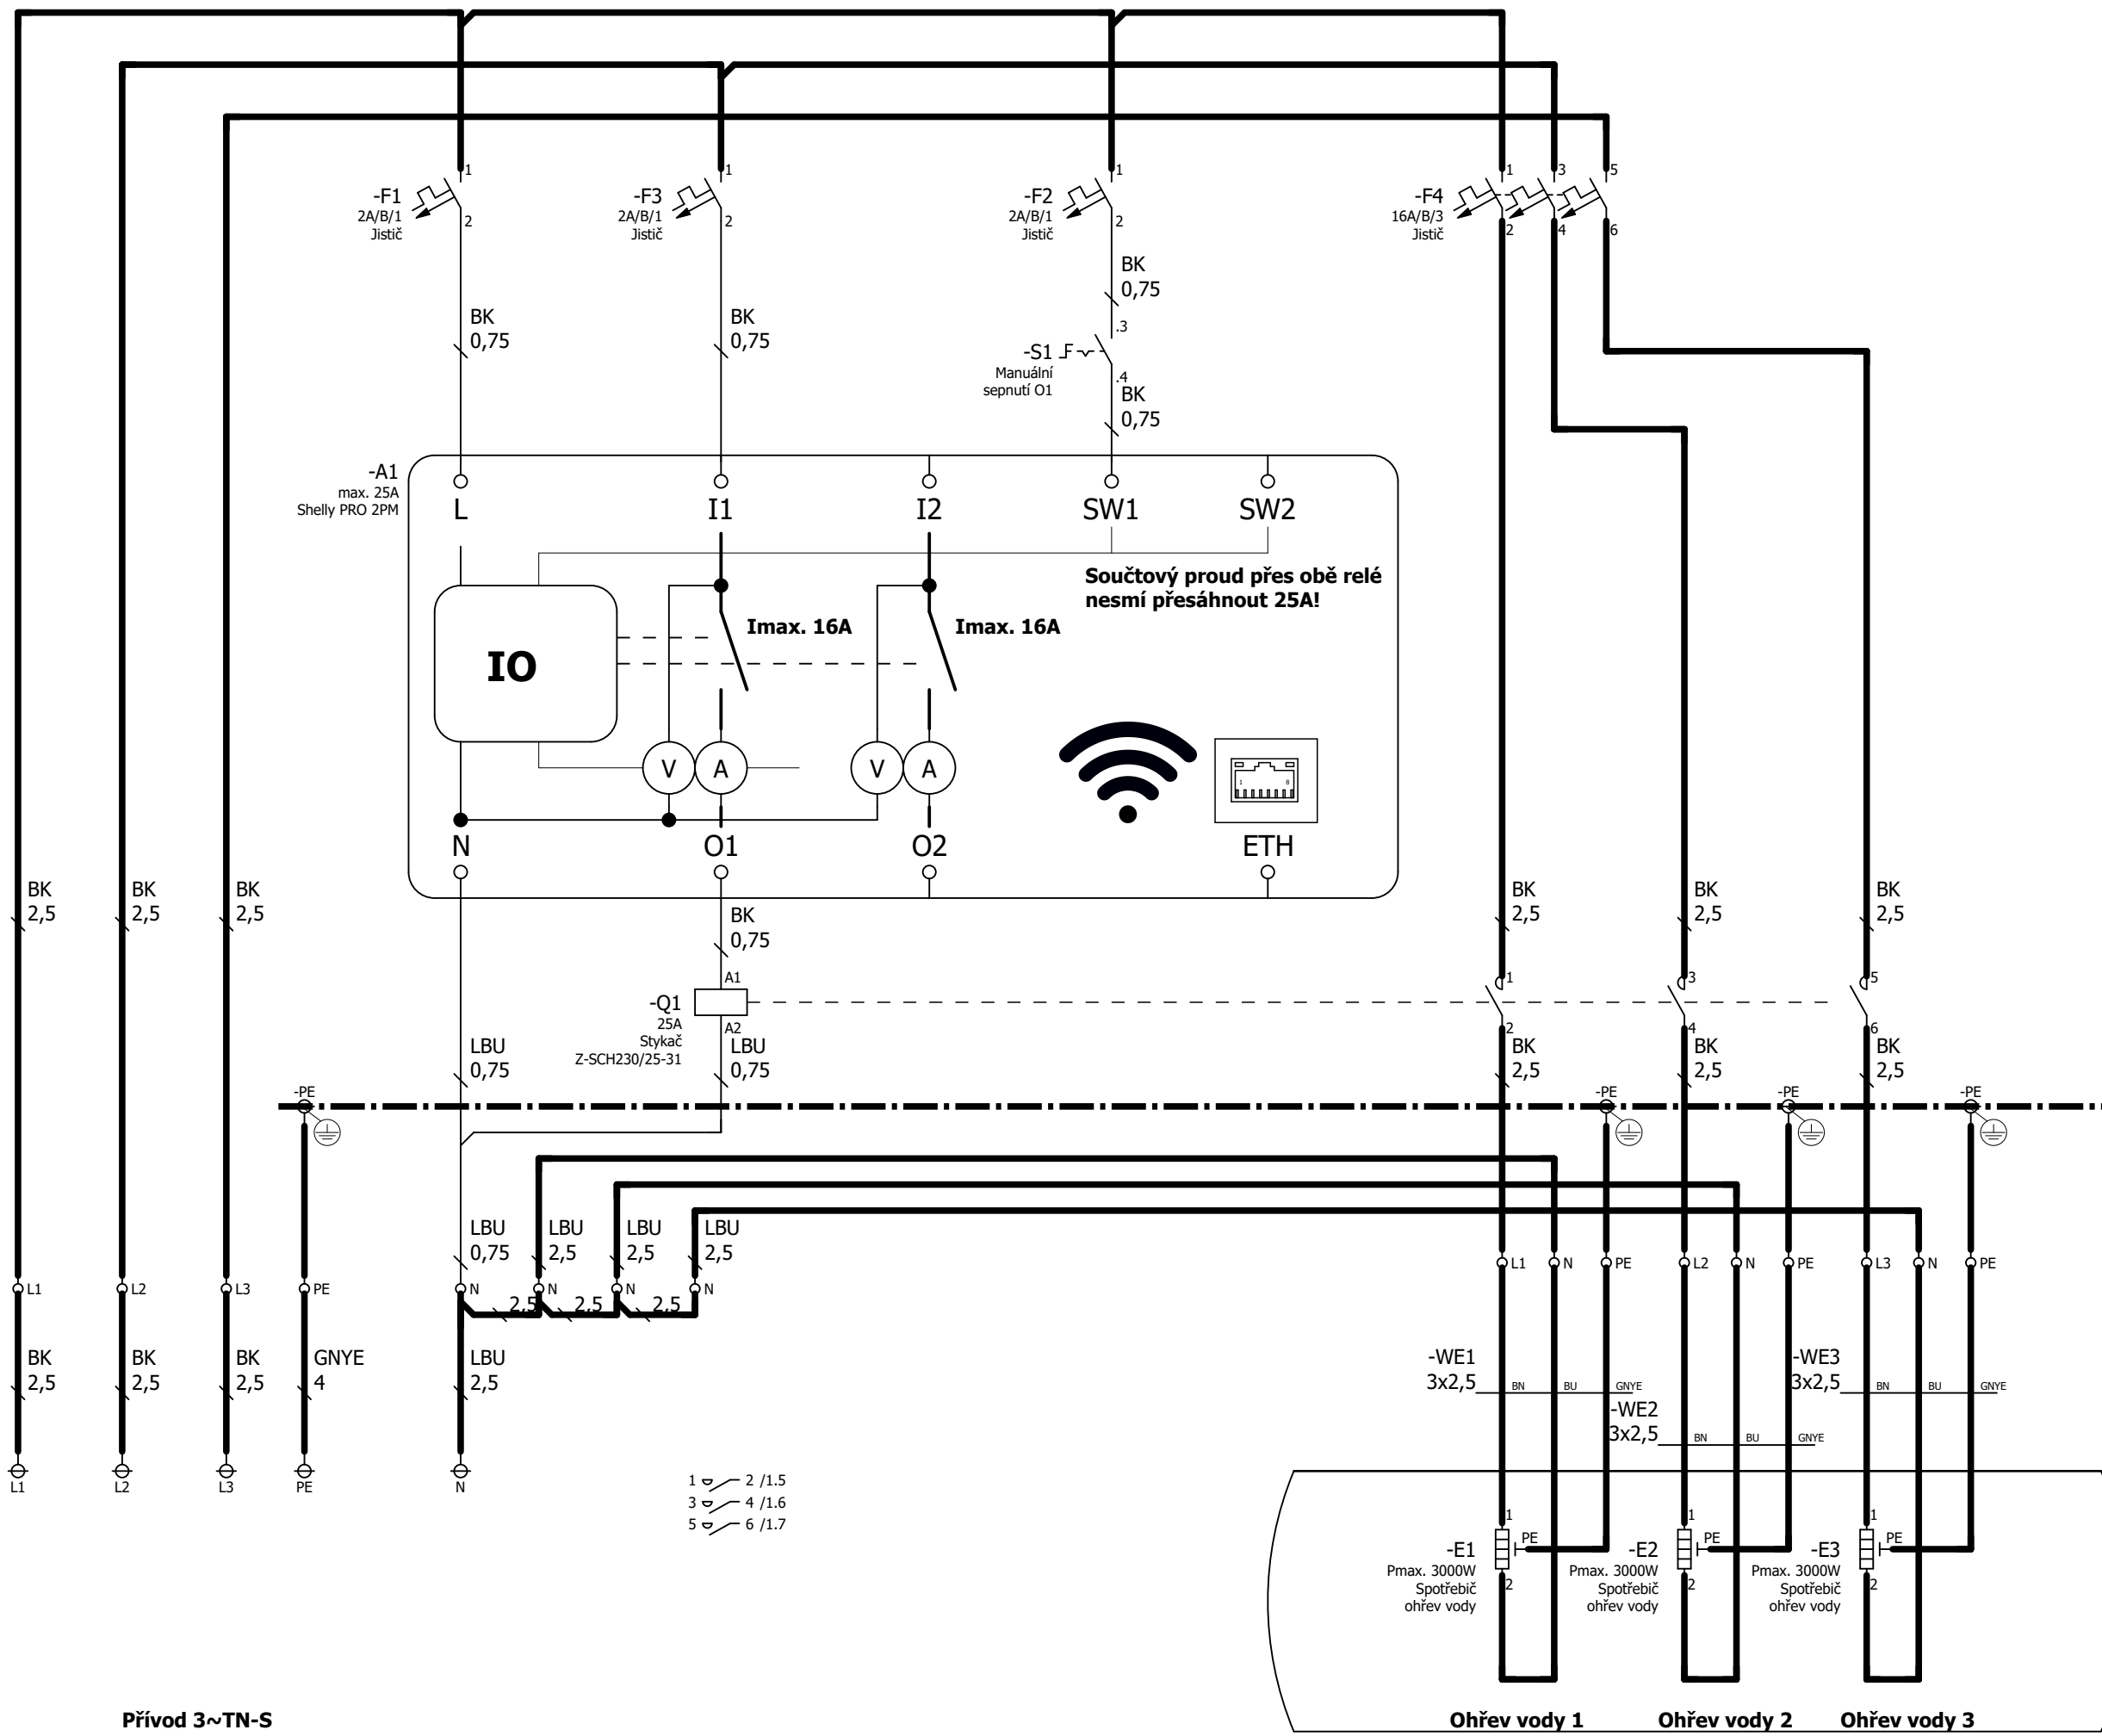 1
1
1
1
3
5
-F1
2A/B/1
Jistič
2
-F3
2A/B/1
Jistič
2
-F2
2A/B/1
Jistič
2
-F4
16A/B/3
Jistič
2
4
6
BK
0,75
BK
0,75
BK
0,75
.3
-S1
Manuální
sepnutí O1
.4
BK
0,75
-A1
max. 25A
Shelly PRO 2PM
L
I1
I2
SW1
SW2
Součtový proud přes obě relé
nesmí přesáhnout 25A!
IO
Imax. 16A
Imax. 16A
V
A
V
A
1
8
N
O1
O2
ETH
BK
2,5
BK
2,5
BK
2,5
BK
0,75
BK
2,5
BK
2,5
BK
2,5
A1
-Q1
25A
Stykač
Z-SCH230/25-31
A2
1
2
3
4
5
6
LBU
0,75
LBU
0,75
BK
2,5
BK
2,5
BK
2,5
-PE
-PE
-PE
-PE
LBU
0,75
LBU
2,5
LBU
2,5
LBU
2,5
L1
L2
L3
PE
N
N
N
N
L1
N
PE
L2
N
PE
L3
N
PE
2,5
2,5
2,5
BK
2,5
BK
2,5
BK
2,5
GNYE
4
LBU
2,5
-WE1
3x2,5
BN
BU
GNYE
-WE2
3x2,5
BN
BU
GNYE
-WE3
3x2,5
BN
BU
GNYE
L1
L2
L3
PE
N
1 2 /1.5
3 4 /1.6
5 6 /1.7
1
PE
-E1
Pmax. 3000W
Spotřebič
ohřev vody
2
1
PE
-E2
Pmax. 3000W
Spotřebič
ohřev vody
2
1
PE
-E3
Pmax. 3000W
Spotřebič
ohřev vody
2
Přívod 3~TN-S
Ohřev vody 1
Ohřev vody 2
Ohřev vody 3